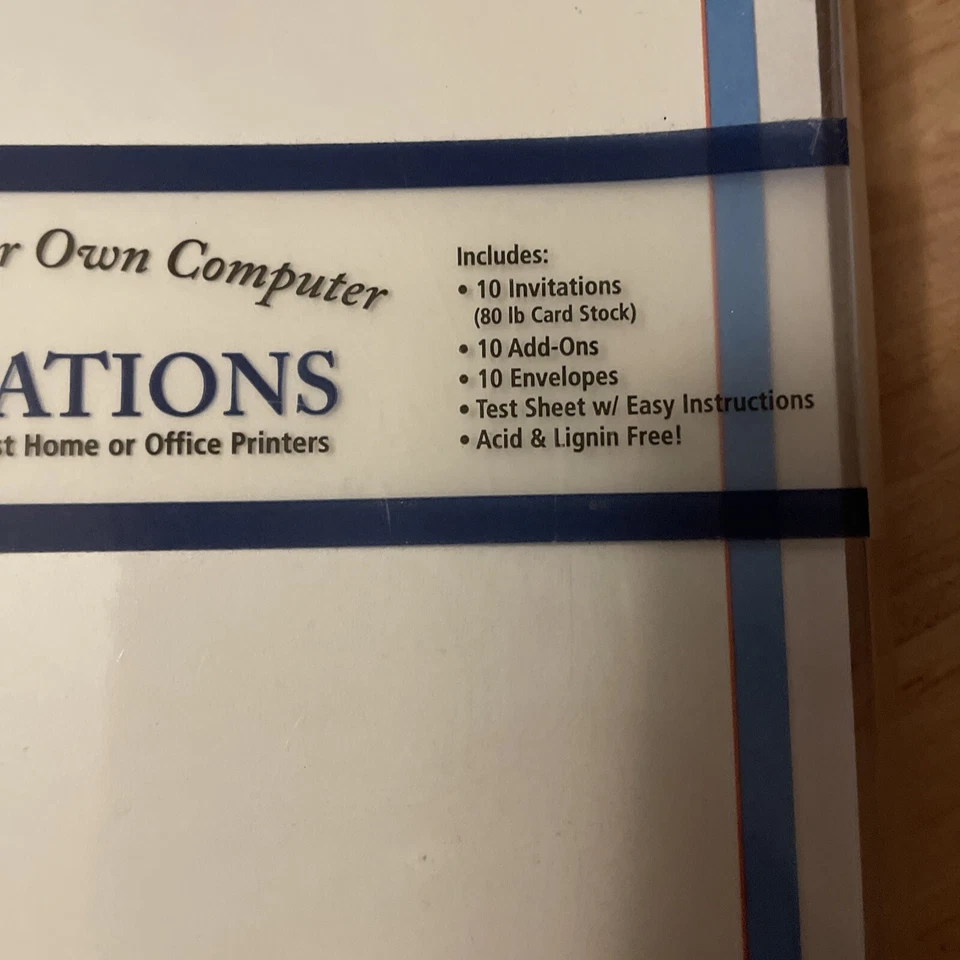 r Own Computer
ATIONS
st Home or Office Printers
Includes:
• 10 Invitations
(80 lb Card Stock)
• 10 Add-Ons
• 10 Envelopes
• Test Sheet w/ Easy Instructions
• Acid & Lignin Free!